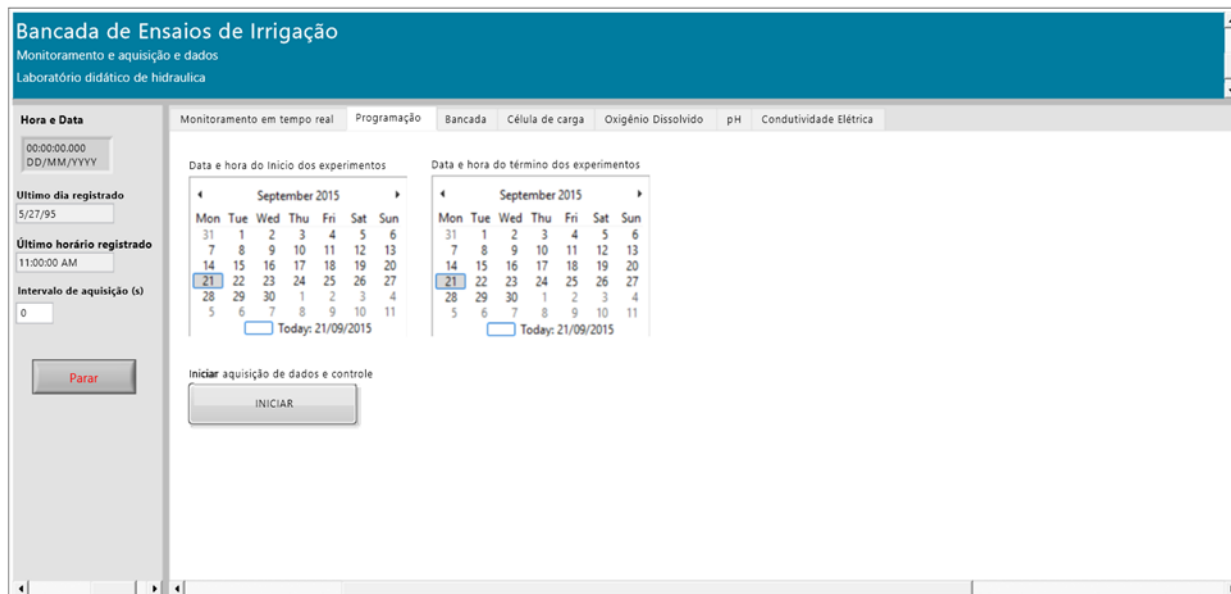 Bancada de Ensaios de Irrigação
Monitoramento e aquisição e dados
Laboratório didático de hidraulica
Hora e Data
00:00:00.000
DD/MM/YYYY
Ultimo dia registrado
5/27/95
Último horário registrado
11:00:00 AM
Intervalo de aquisição (s)
0
Parar
Monitoramento em tempo real Programação Bancada Célula de carga Oxigênio Dissolvido pH Condutividade Elétrica
Data e hora do Inicio dos experimentos
September 2015
Mon Tue Wed Thu Fri Sat Sun
31 1 2 3 4 5 6
7 8 9 10 11 12 13
14 15 16 17 18 19 20
21 22 23 24 25 26 27
28 29 30 1 2 3 4
5 6 7 8 9 10 11
Today: 21/09/2015
Data e hora do término dos experimentos
September 2015
Mon Tue Wed Thu Fri Sat Sun
31 1 2 3 4 5 6
7 8 9 10 11 12 13
14 15 16 17 18 19 20
21 22 23 24 25 26 27
28 29 30 1 2 3 4
5 6 7 8 9 10 11
Today: 21/09/2015
Iniciar aquisição de dados e controle
INICIAR